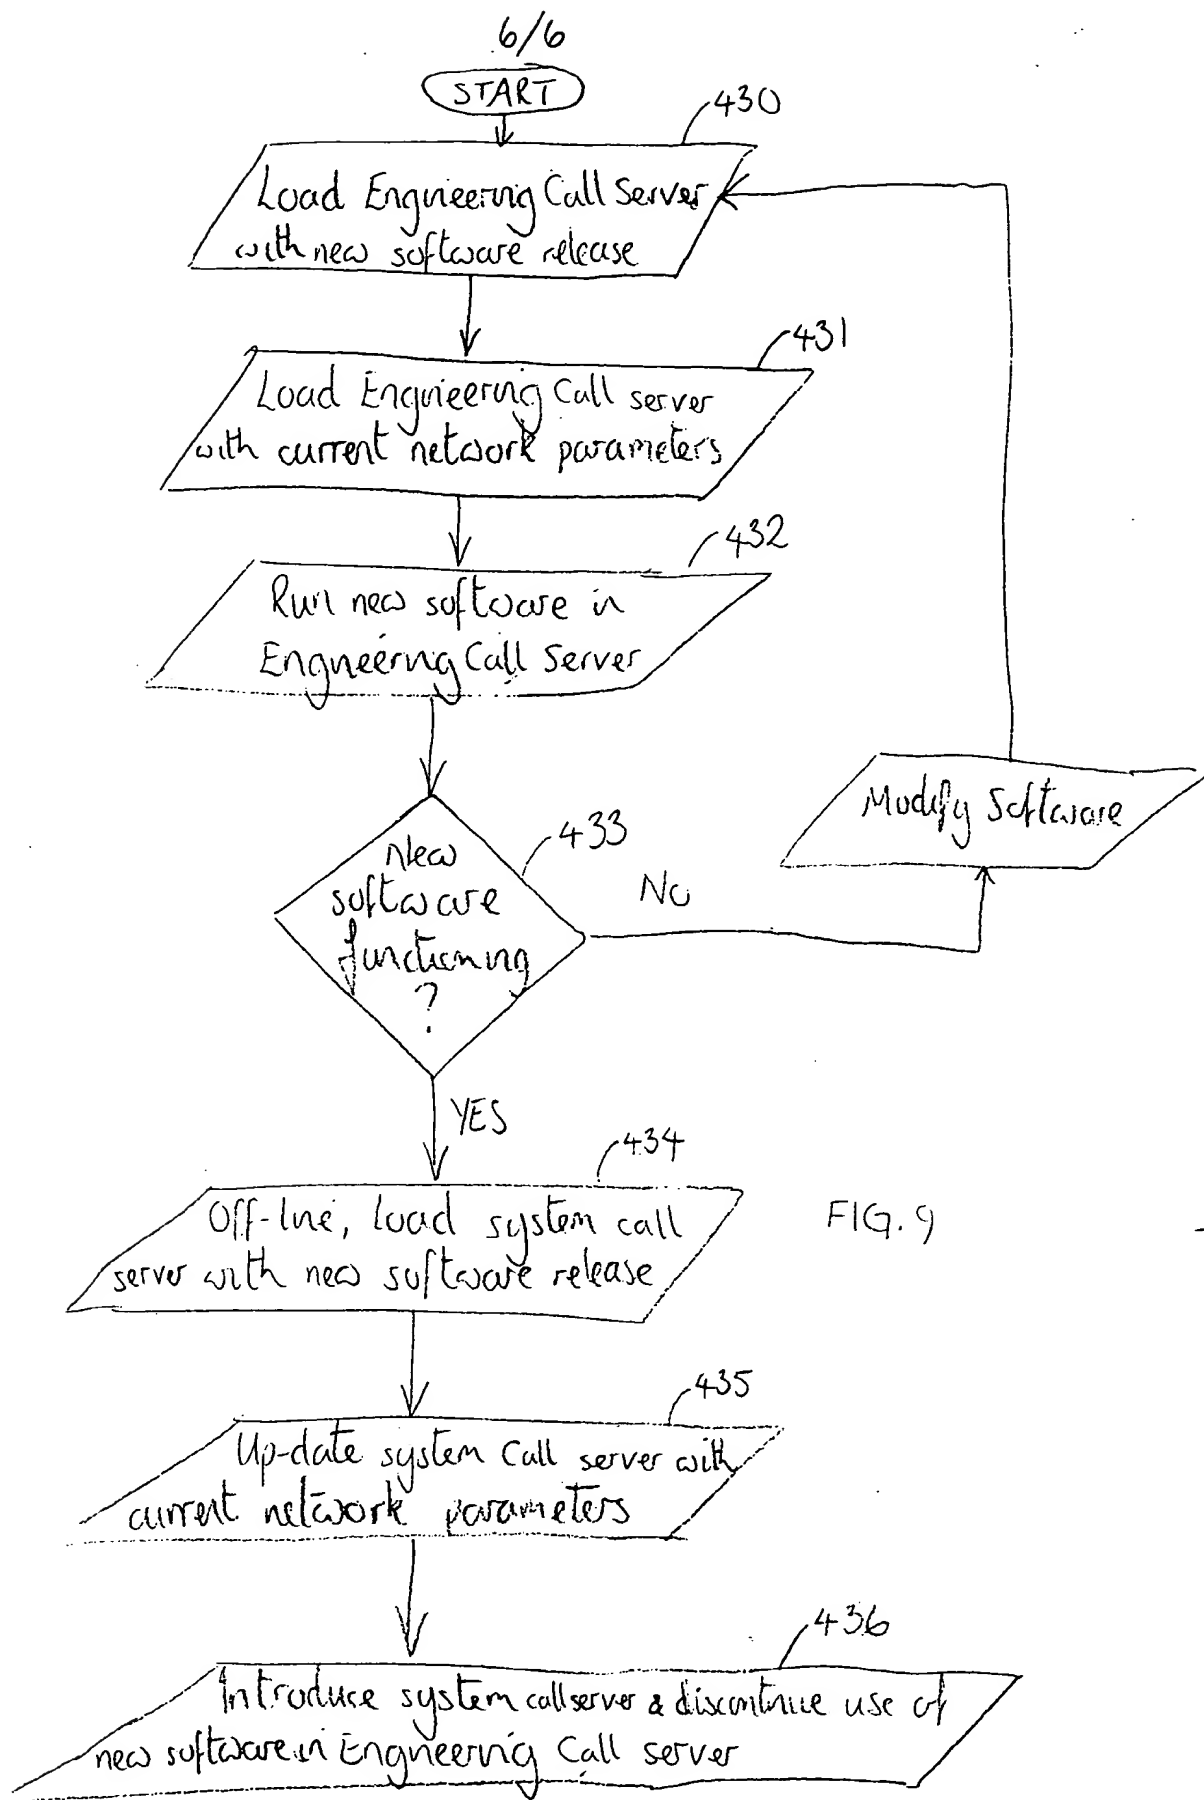 6/6
START
430
Load Engineering Call Server
with new software release
431
Load Engineering Call server
with current network parameters
432
Run new software in
Engineering Call Server
433
New
software
functioning
?
NO
Modify Software
YES
434
Off-line, load system call
server with new software release
FIG. 9
435
Up-date system Call server with
current network parameters
436
Introduce system callserver & discontinue use of
new software in Engineering Call server